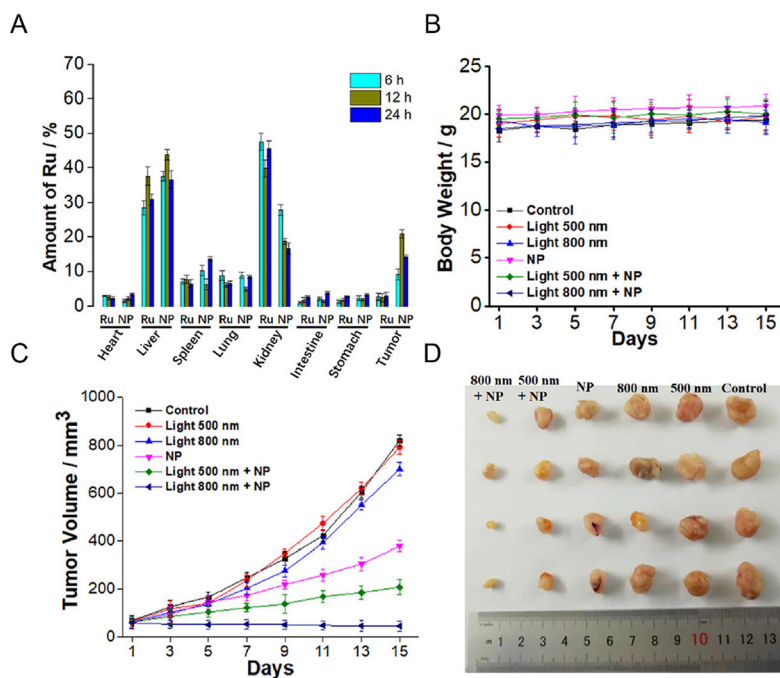 A
Amount of Ru / %
70
60
50
40
30
20
10
0
6 h
12 h
24 h
Ru NP Ru NP Ru NP Ru NP Ru NP Ru NP Ru NP Ru NP
Heart Liver Spleen Lung Kidney Intestine Stomach Tumor
B
Body Weight / g
25
20
15
10
5
0
Control
Light 500 nm
Light 800 nm
NP
Light 500 nm + NP
Light 800 nm + NP
1 3 5 7 9 11 13 15
Days
C
Tumor Volume / mm³
1000
800
600
400
200
0
Control
Light 500 nm
Light 800 nm
NP
Light 500 nm + NP
Light 800 nm + NP
1 3 5 7 9 11 13 15
Days
D
800 nm 500 nm NP 800 nm 500 nm Control
+ NP + NP
1 2 3 4 5 6 7 8 9 10 11 12 13